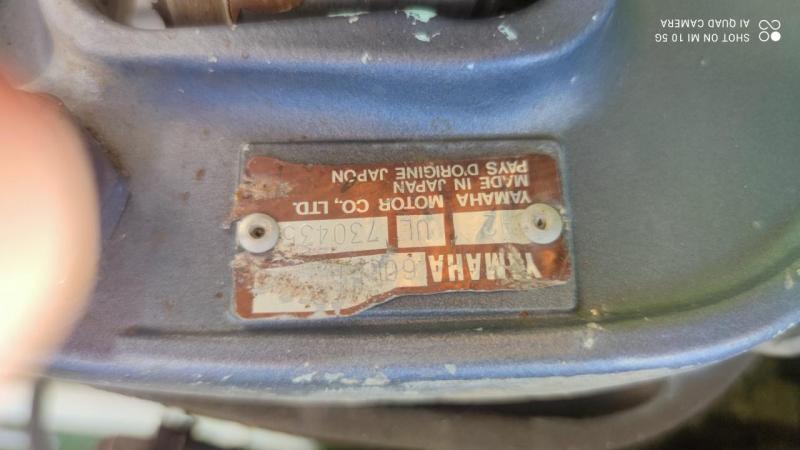 YAMAHA
UL 730435
YAMAHA MOTOR CO., LTD.
MADE IN JAPAN
PAYS D'ORIGINE JAPON
SHOT ON MI 10 5G
AI QUAD CAMERA